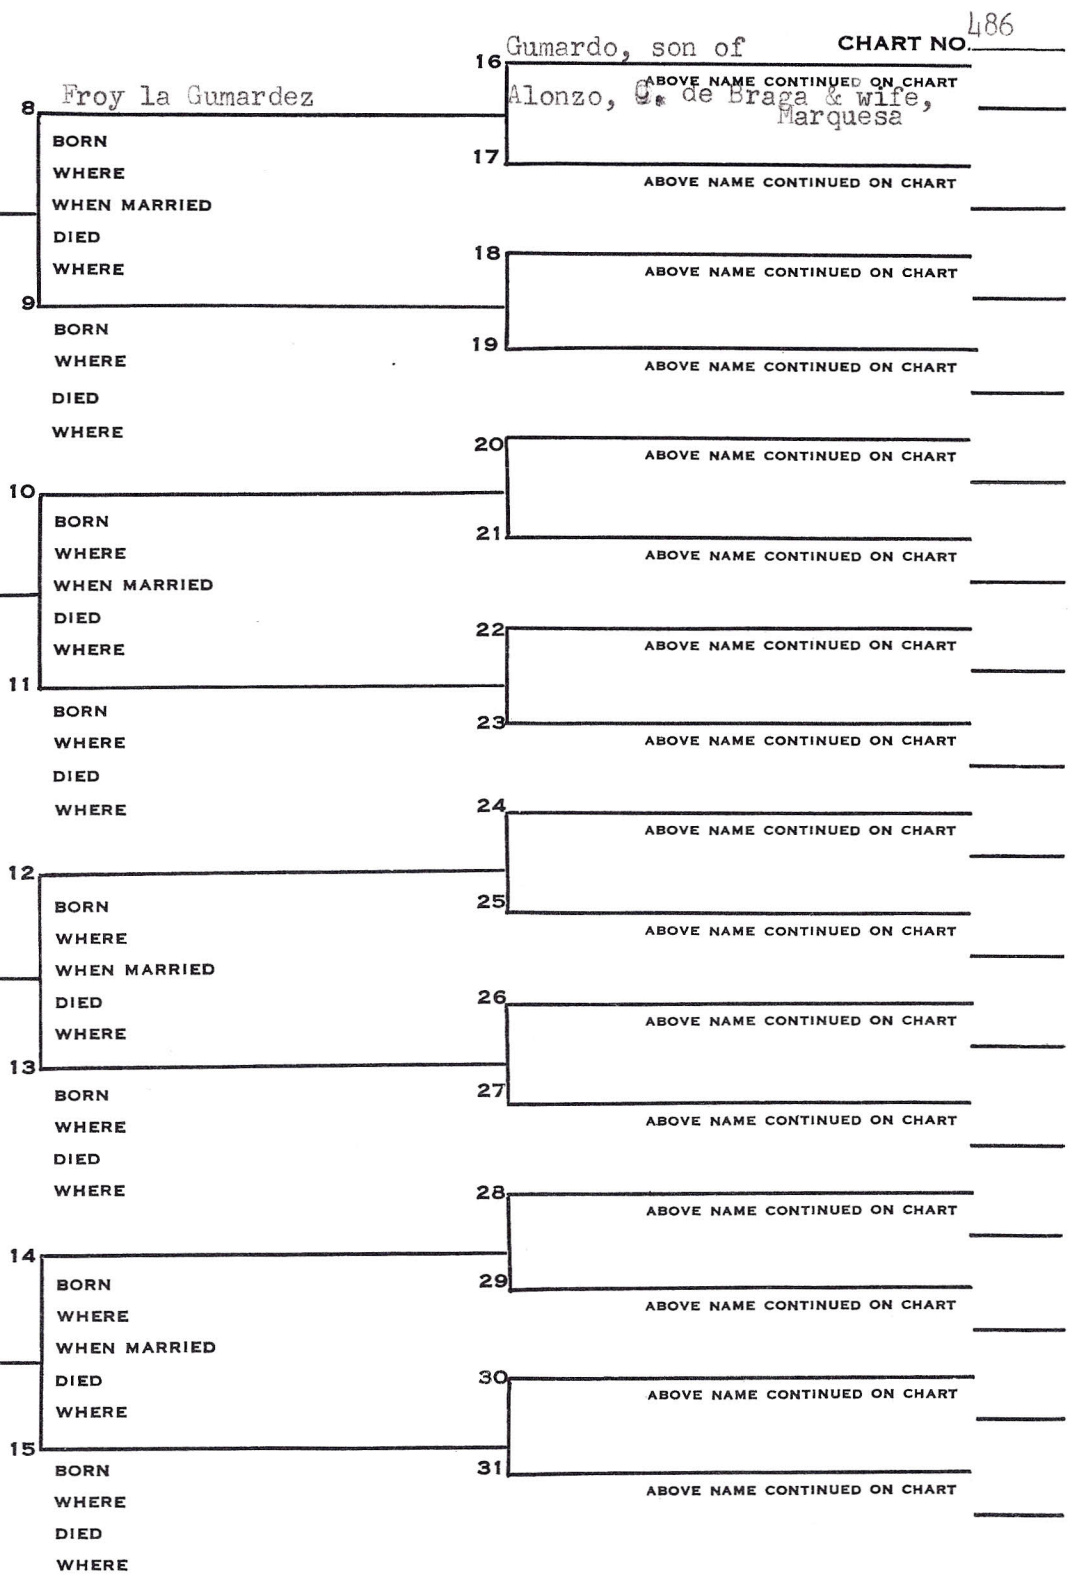 486
CHART NO.
Gumardo, son of
16
ABOVE NAME CONTINUED ON CHART
Froy la Gumardez
Alonzo, C. de Braga & wife,
Marquesa
8
BORN
17
WHERE
ABOVE NAME CONTINUED ON CHART
WHEN MARRIED
DIED
18
WHERE
ABOVE NAME CONTINUED ON CHART
9
BORN
19
WHERE
ABOVE NAME CONTINUED ON CHART
DIED
WHERE
20
ABOVE NAME CONTINUED ON CHART
10
BORN
21
WHERE
ABOVE NAME CONTINUED ON CHART
WHEN MARRIED
DIED
22
WHERE
ABOVE NAME CONTINUED ON CHART
11
BORN
23
WHERE
ABOVE NAME CONTINUED ON CHART
DIED
WHERE
24
ABOVE NAME CONTINUED ON CHART
12
BORN
25
WHERE
ABOVE NAME CONTINUED ON CHART
WHEN MARRIED
DIED
26
WHERE
ABOVE NAME CONTINUED ON CHART
13
BORN
27
WHERE
ABOVE NAME CONTINUED ON CHART
DIED
WHERE
28
ABOVE NAME CONTINUED ON CHART
14
BORN
29
WHERE
ABOVE NAME CONTINUED ON CHART
WHEN MARRIED
DIED
30
WHERE
ABOVE NAME CONTINUED ON CHART
15
BORN
31
WHERE
ABOVE NAME CONTINUED ON CHART
DIED
WHERE